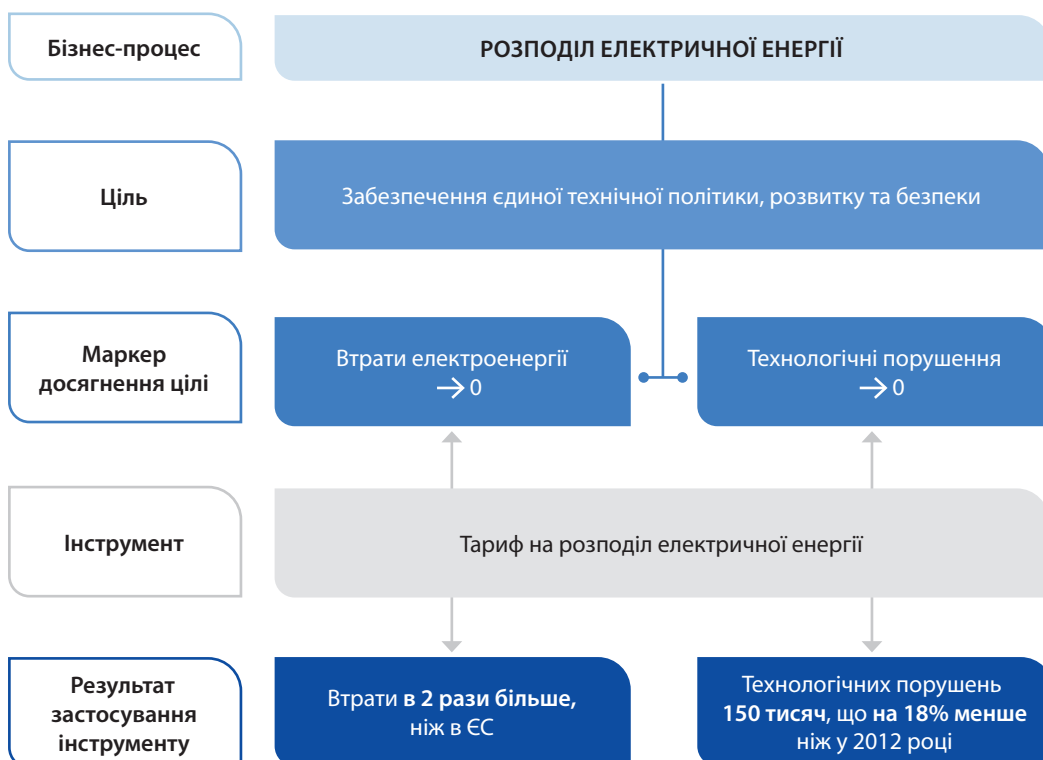 Бізнес-процес
РОЗПОДІЛ ЕЛЕКТРИЧНОЇ ЕНЕРГІЇ
Ціль
Забезпечення єдиної технічної політики, розвитку та безпеки
Маркер
досягнення цілі
Втрати електроенергії
→ 0
Технологічні порушення
→ 0
Інструмент
Тариф на розподіл електричної енергії
Результат
застосування
інструменту
Втрати в 2 рази більше,
ніж в ЄС
Технологічних порушень
150 тисяч, що на 18% менше
ніж у 2012 році